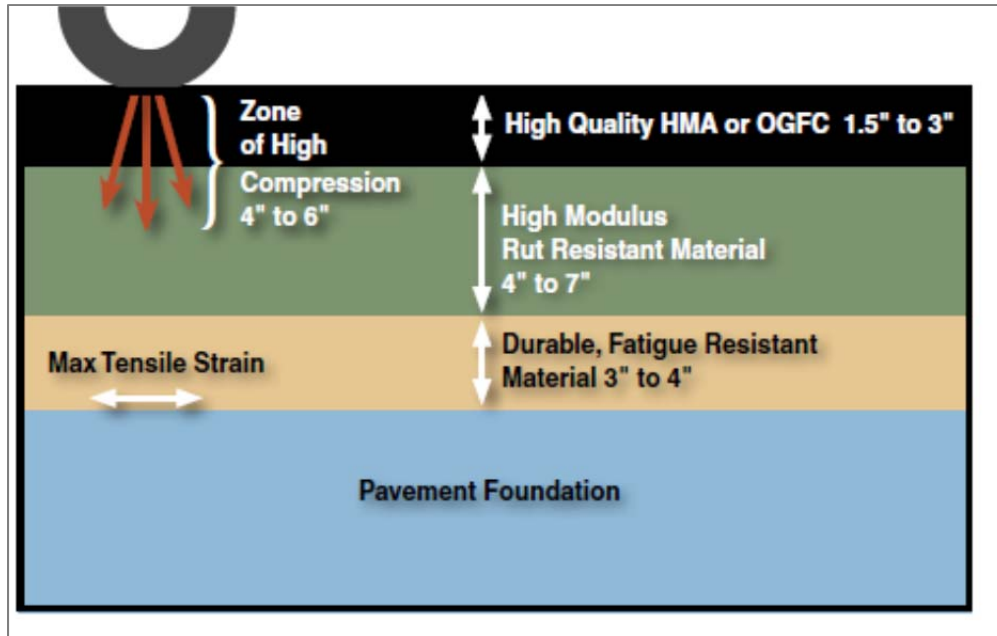 Zone
of High
Compression
4" to 6"
High Quality HMA or OGFC 1.5" to 3"
High Modulus
Rut Resistant Material
4" to 7"
Max Tensile Strain
Durable, Fatigue Resistant
Material 3" to 4"
Pavement Foundation